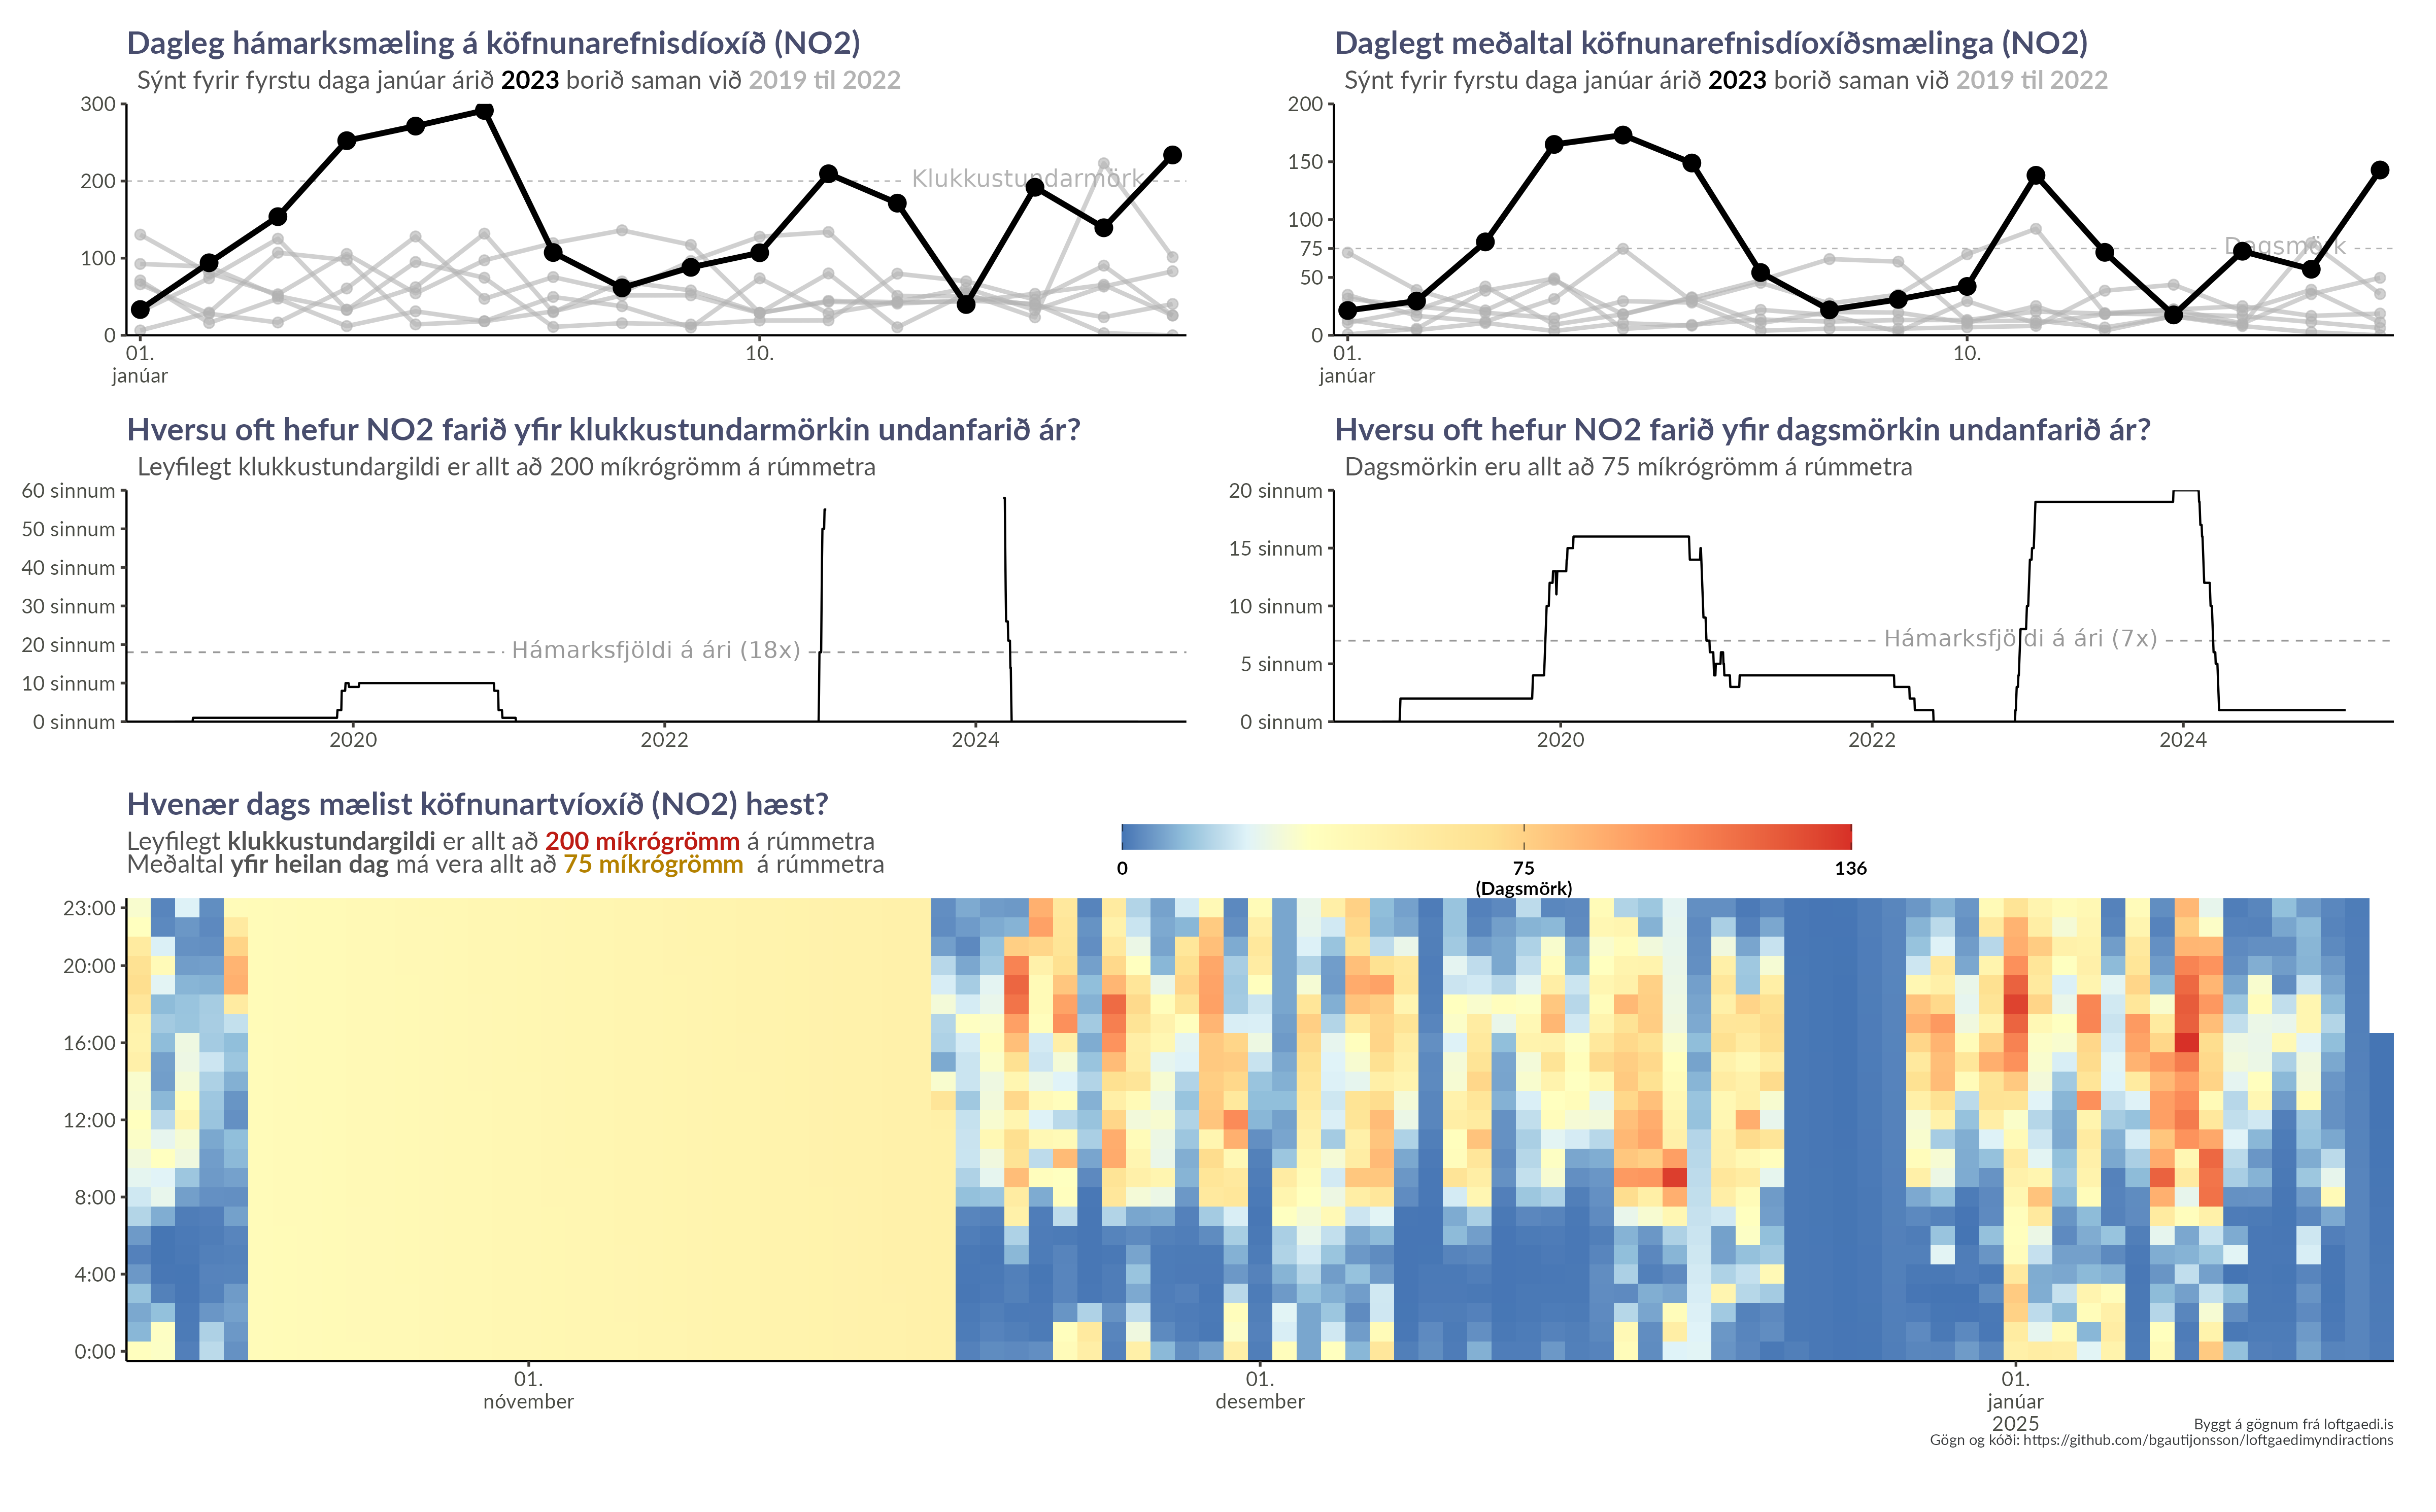 Dagleg hámarksmæling á köfnunarefnisdíoxíð (NO2)
Sýnt fyrir fyrstu daga janúar árið 2023 borið saman við 2019 til 2022
300
200
100
0
Klukkustundarmörk
01.
janúar
10.
Daglegt meðaltal köfnunarefnisdíoxíðsmælinga (NO2)
Sýnt fyrir fyrstu daga janúar árið 2023 borið saman við 2019 til 2022
200
150
100
75
50
0
Dagsmörk
01.
janúar
10.
Hversu oft hefur NO2 farið yfir klukkustundarmörkin undanfarið ár?
Leyfilegt klukkustundargildi er allt að 200 míkrógrömm á rúmmetra
60 sinnum
50 sinnum
40 sinnum
30 sinnum
20 sinnum
10 sinnum
0 sinnum
Hámarksfjöldi á ári (18x)
2020
2022
2024
Hversu oft hefur NO2 farið yfir dagsmörkin undanfarið ár?
Dagsmörkin eru allt að 75 míkrógrömm á rúmmetra
20 sinnum
15 sinnum
10 sinnum
5 sinnum
0 sinnum
Hámarksfjöldi á ári (7x)
2020
2022
2024
Hvenær dags mælist köfnunartvíoxíð (NO2) hæst?
Leyfilegt klukkustundargildi er allt að 200 míkrógrömm á rúmmetra
Meðaltal yfir heilan dag má vera allt að 75 míkrógrömm á rúmmetra
0
75
(Dagsmörk)
136
23:00
20:00
16:00
12:00
8:00
4:00
0:00
01.
nóvember
01.
desember
01.
janúar
2025
Byggt á gögnum frá loftgaedi.is
Gögn og kóði: https://github.com/bgautijonsson/loftgaedimyndiractions